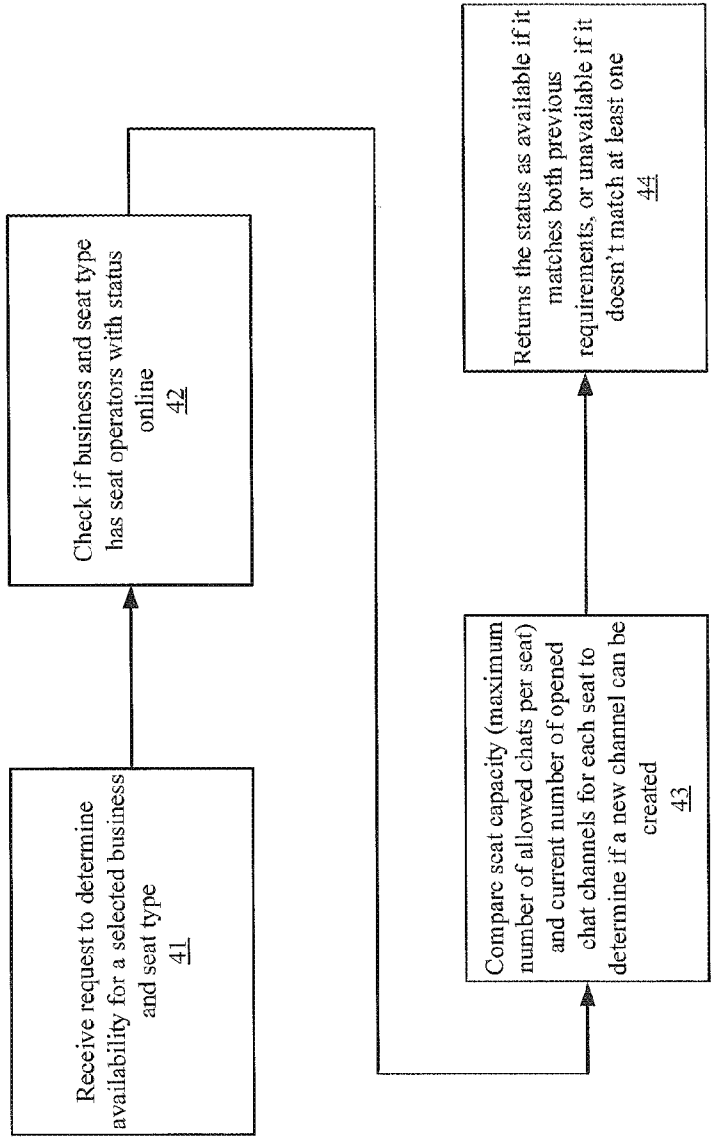 Receive request to determine
availability for a selected business
and seat type
41
Check if business and seat type
has seat operators with status
online
42
Compare seat capacity (maximum
number of allowed chats per seat)
and current number of opened
chat channels for each seat to
determine if a new channel can be
created
43
Returns the status as available if it
matches both previous
requirements, or unavailable if it
doesn't match at least one
44